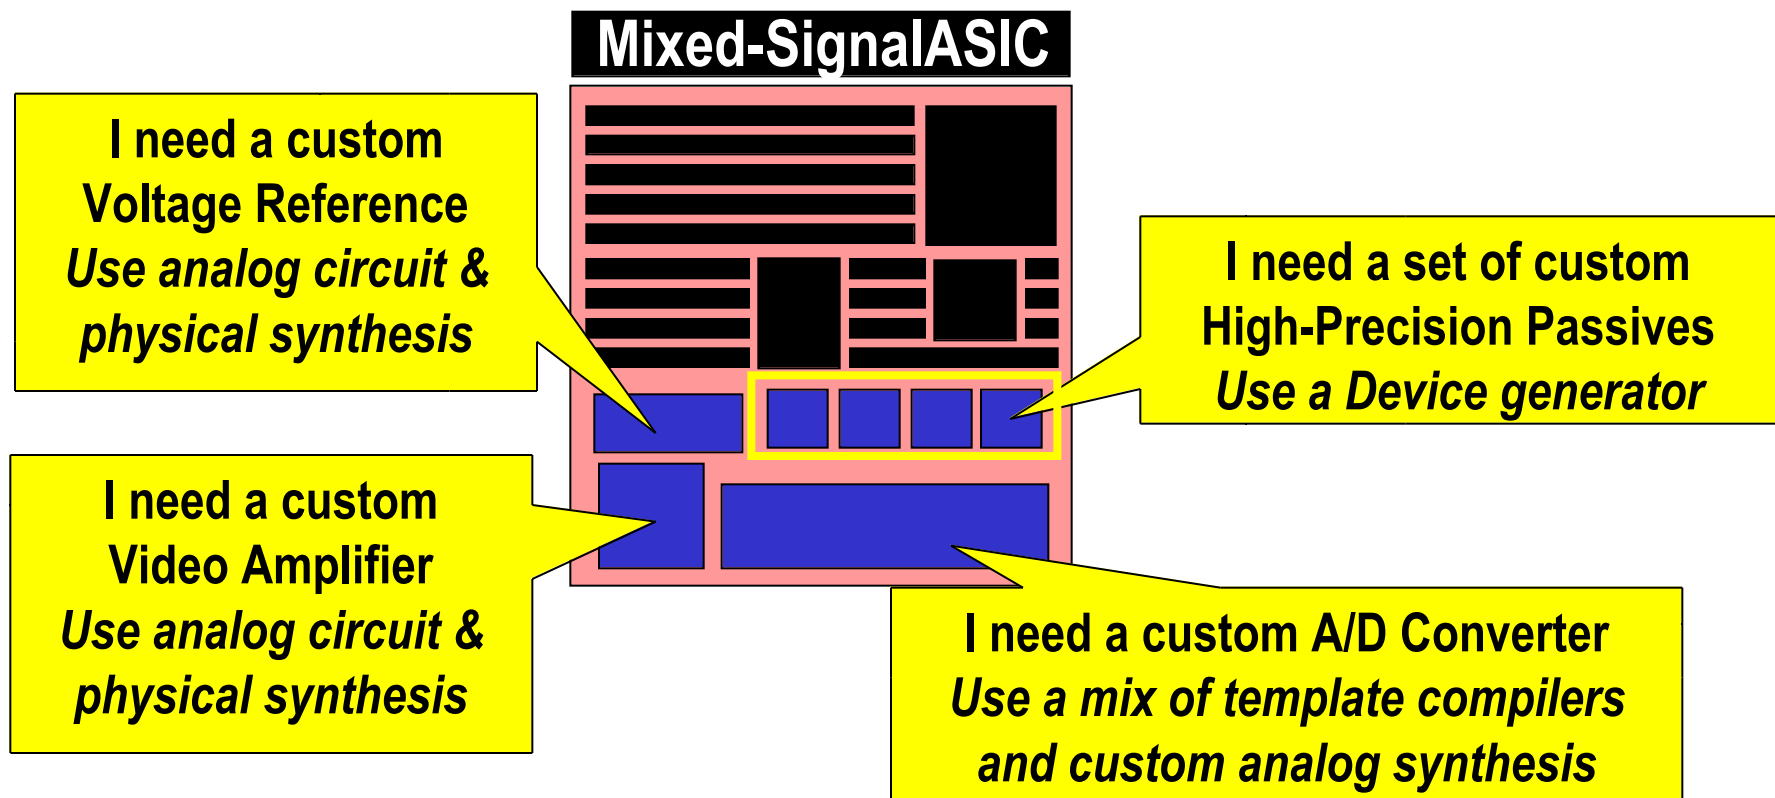 Mixed-SignalASIC
I need a custom
Voltage Reference
Use analog circuit &
physical synthesis
I need a set of custom
High-Precision Passives
Use a Device generator
I need a custom
Video Amplifier
Use analog circuit &
physical synthesis
I need a custom A/D Converter
Use a mix of template compilers
and custom analog synthesis